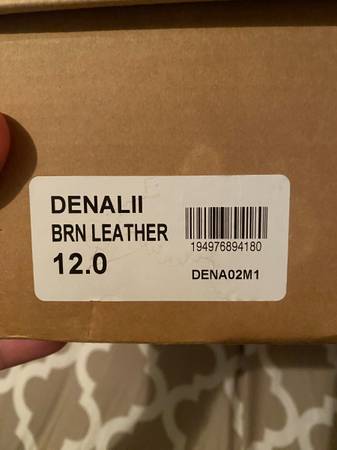 DENALII
BRN LEATHER
12.0
194976894180
DENA02M1